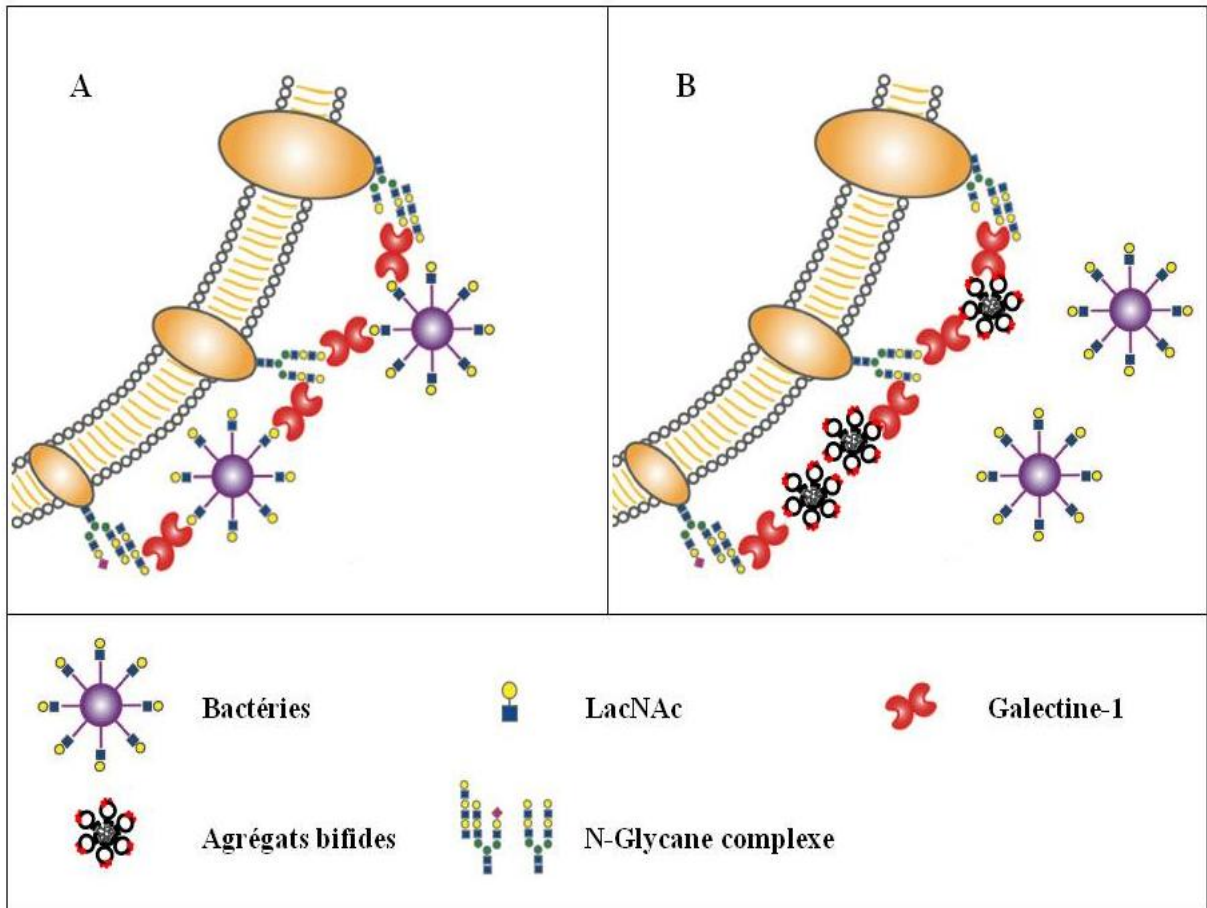 A
B
Bactéries
LacNAc
Galectine-1
Agrégats bifides
N-Glycane complexe